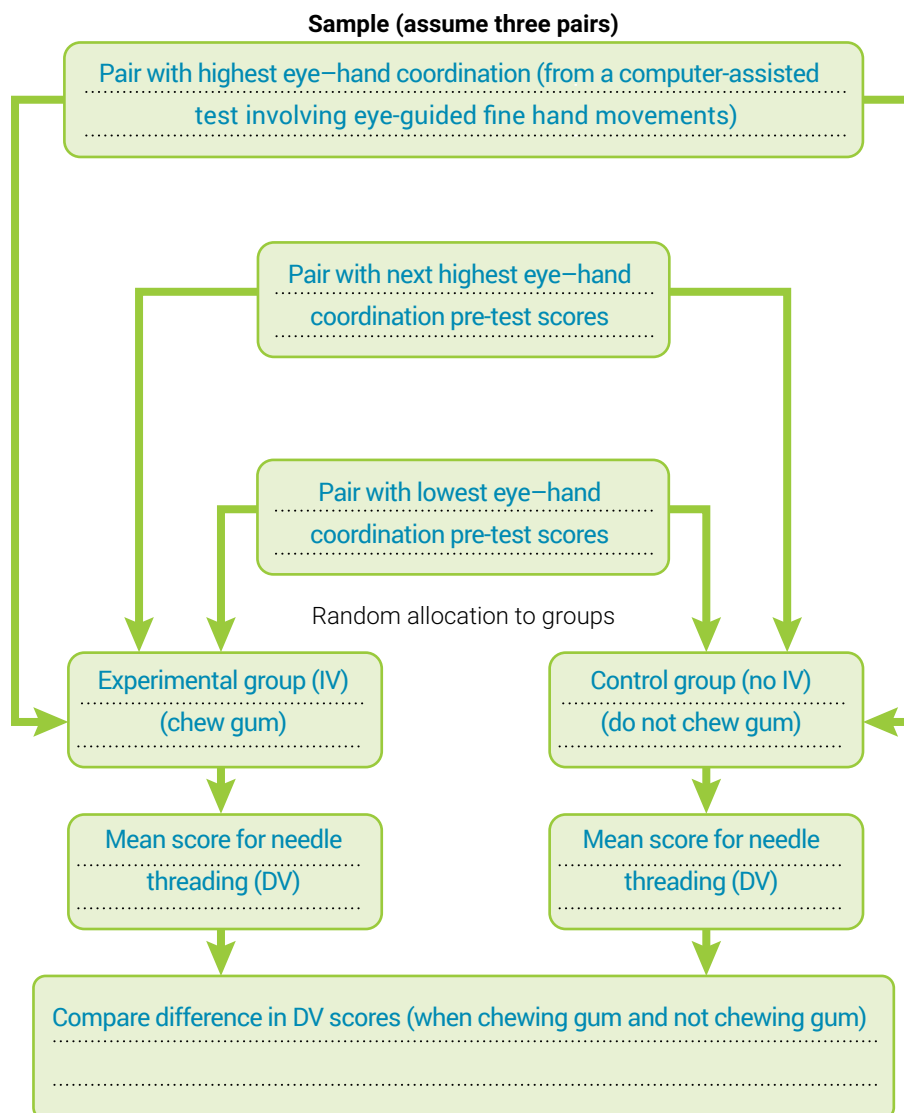 Sample (assume three pairs)
Pair with highest eye–hand coordination (from a computer-assisted
test involving eye-guided fine hand movements)
Pair with next highest eye–hand
coordination pre-test scores
Pair with lowest eye–hand
coordination pre-test scores
Random allocation to groups
Experimental group (IV)
(chew gum)
Control group (no IV)
(do not chew gum)
Mean score for needle
threading (DV)
Mean score for needle
threading (DV)
Compare difference in DV scores (when chewing gum and not chewing gum)